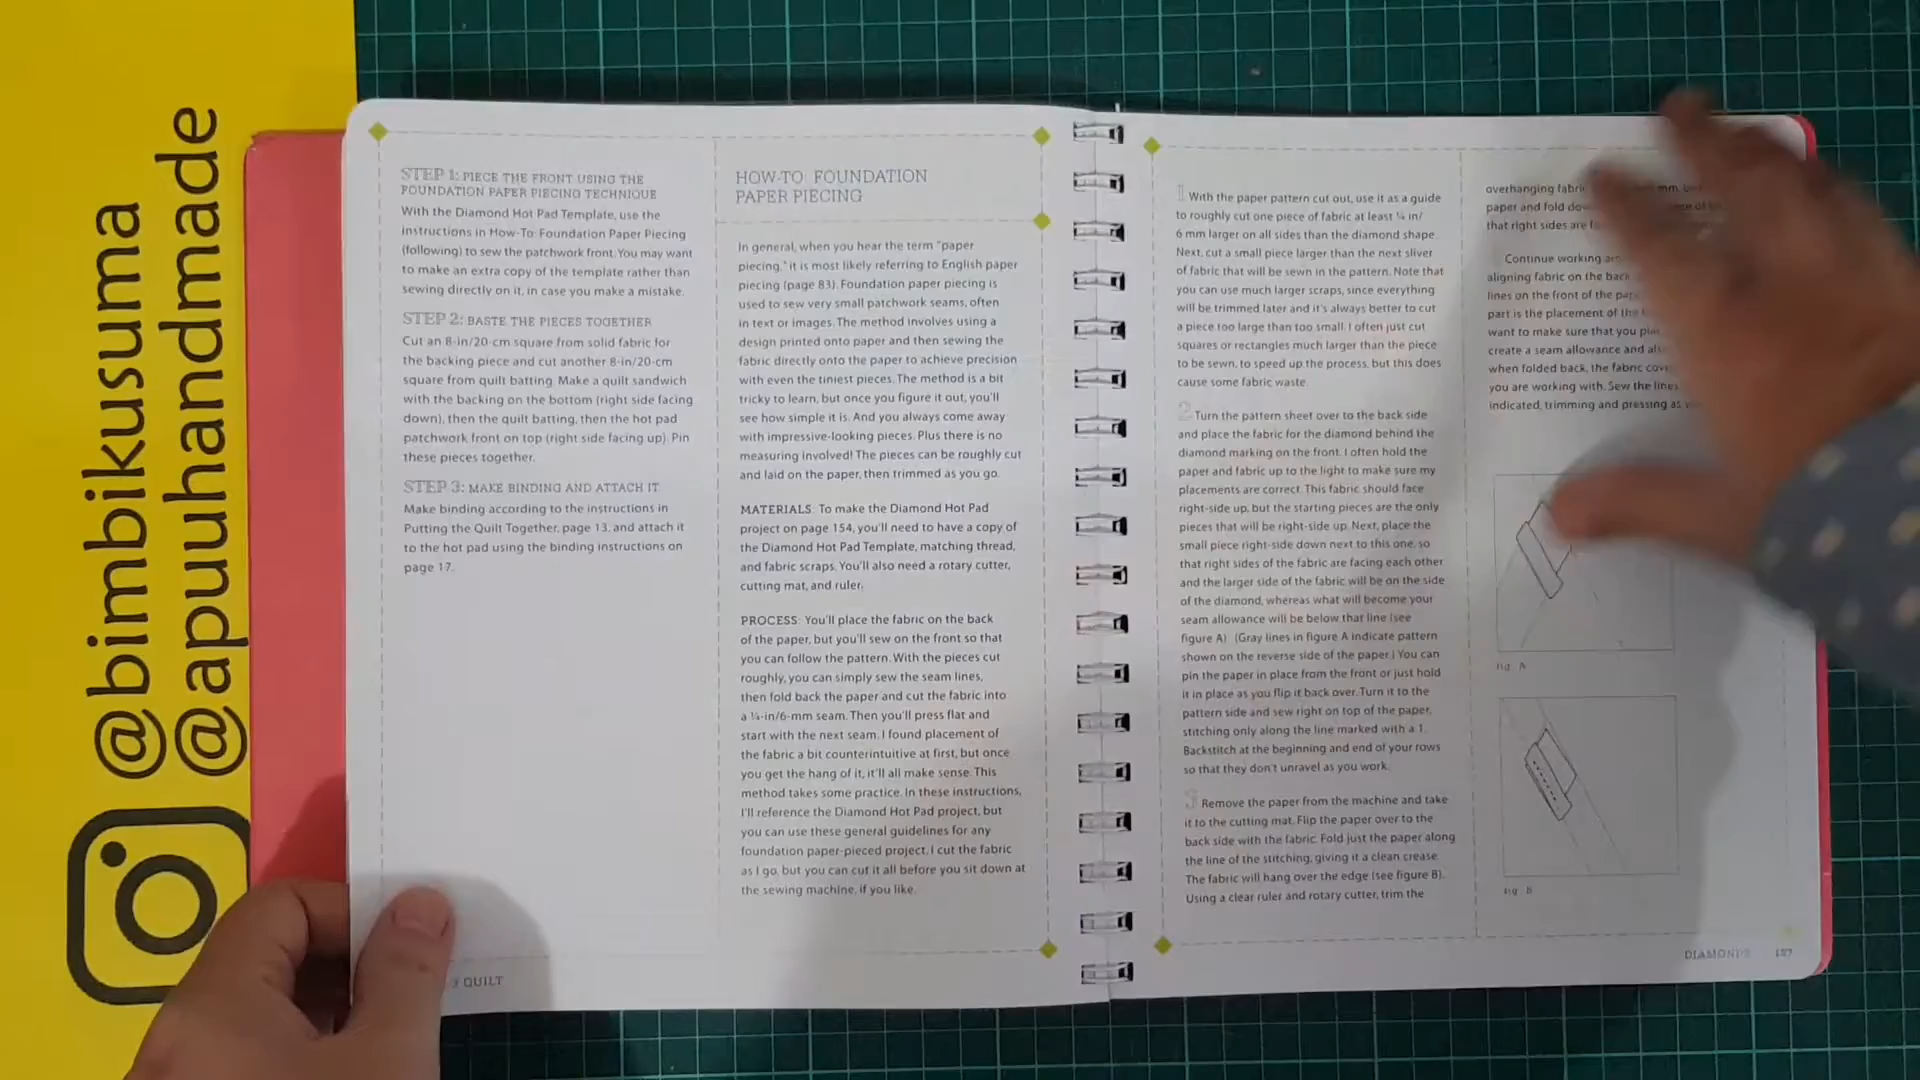 @bimbikusuma
@apuuhandmade
STEP 1: PIECE THE FRONT USING THE
FOUNDATION PAPER PIECING TECHNIQUE
With the Diamond Hot Pad Template, use the
instructions in How-To: Foundation Paper Piecing
(following) to sew the patchwork front. You may want
to make an extra copy of the template rather than
sewing directly on it, in case you make a mistake.
STEP 2: BASTE THE PIECES TOGETHER
Cut an 8-in/20-cm square from solid fabric for
the backing piece and cut another 8-in/20-cm
square from quilt batting. Make a quilt sandwich
with the backing on the bottom (right side facing
down), then the quilt batting, then the hot pad
patchwork front on top (right side facing up). Pin
these pieces together.
STEP 3: MAKE BINDING AND ATTACH IT
Make binding according to the instructions in
Putting the Quilt Together, page 13, and attach it
to the hot pad using the binding instructions on
page 17.
QUILT
HOW-TO: FOUNDATION
PAPER PIECING
In general, when you hear the term "paper
piecing," it is most likely referring to English paper
piecing (page 83). Foundation paper piecing is
used to sew very small patchwork seams, often
in text or images. The method involves using a
design printed onto paper and then sewing the
fabric directly onto the paper to achieve precision
with even the tiniest pieces. The method is a bit
tricky to learn, but once you figure it out, you'll
see how simple it is. And you always come away
with impressive-looking pieces. Plus there is no
measuring involved! The pieces can be roughly cut
and laid on the paper, then trimmed as you go.
MATERIALS: To make the Diamond Hot Pad
project on page 154, you'll need to have a copy of
the Diamond Hot Pad Template, matching thread,
and fabric scraps. You'll also need a rotary cutter,
cutting mat, and ruler.
PROCESS: You'll place the fabric on the back
of the paper, but you'll sew on the front so that
you can follow the pattern. With the pieces cut
roughly, you can simply sew the seam lines,
then fold back the paper and cut the fabric into
a ¼-in/6-mm seam. Then you'll press flat and
start with the next seam. I found placement of
the fabric a bit counterintuitive at first, but once
you get the hang of it, it'll all make sense. This
method takes some practice. In these instructions,
I'll reference the Diamond Hot Pad project, but
you can use these general guidelines for any
foundation paper-pieced project. I cut the fabric
as I go, but you can cut it all before you sit down at
the sewing machine, if you like.
1 With the paper pattern cut out, use it as a guide
to roughly cut one piece of fabric at least ¼ in/
6 mm larger on all sides than the diamond shape.
Next, cut a small piece larger than the next sliver
of fabric that will be sewn in the pattern. Note that
you can use much larger scraps, since everything
will be trimmed later and it's always better to cut
a piece too large than too small. I often just cut
squares or rectangles much larger than the piece
to be sewn, to speed up the process, but this does
cause some fabric waste.
2 Turn the pattern sheet over to the back side
and place the fabric for the diamond behind the
diamond marking on the front. I often hold the
paper and fabric up to the light to make sure my
placements are correct. This fabric should face
right-side up, but the starting pieces are the only
pieces that will be right-side up. Next, place the
small piece right-side down next to this one, so
that right sides of the fabric are facing each other
and the larger side of the fabric will be on the side
of the diamond, whereas what will become your
seam allowance will be below that line (see
figure A). (Gray lines in figure A indicate pattern
shown on the reverse side of the paper.) You can
pin the paper in place from the front or just hold
it in place as you flip it back over. Turn it to the
pattern side and sew right on top of the paper,
stitching only along the line marked with a 1.
Backstitch at the beginning and end of your rows
so that they don't unravel as you work.
3 Remove the paper from the machine and take
it to the cutting mat. Flip the paper over to the
back side with the fabric. Fold just the paper along
the line of the stitching, giving it a clean crease.
The fabric will hang over the edge (see figure B).
Using a clear ruler and rotary cutter, trim the
overhanging fabric mm,
paper and fold
that right sides are
Continue working
aligning fabric on the back
lines on the front of the
part is the placement of the
want to make sure that you
create a seam allowance and
when folded back, the fabric
you are working with. Sew the lines
indicated, trimming and pressing as
fig. A
fig. B
DIAMONDS 157